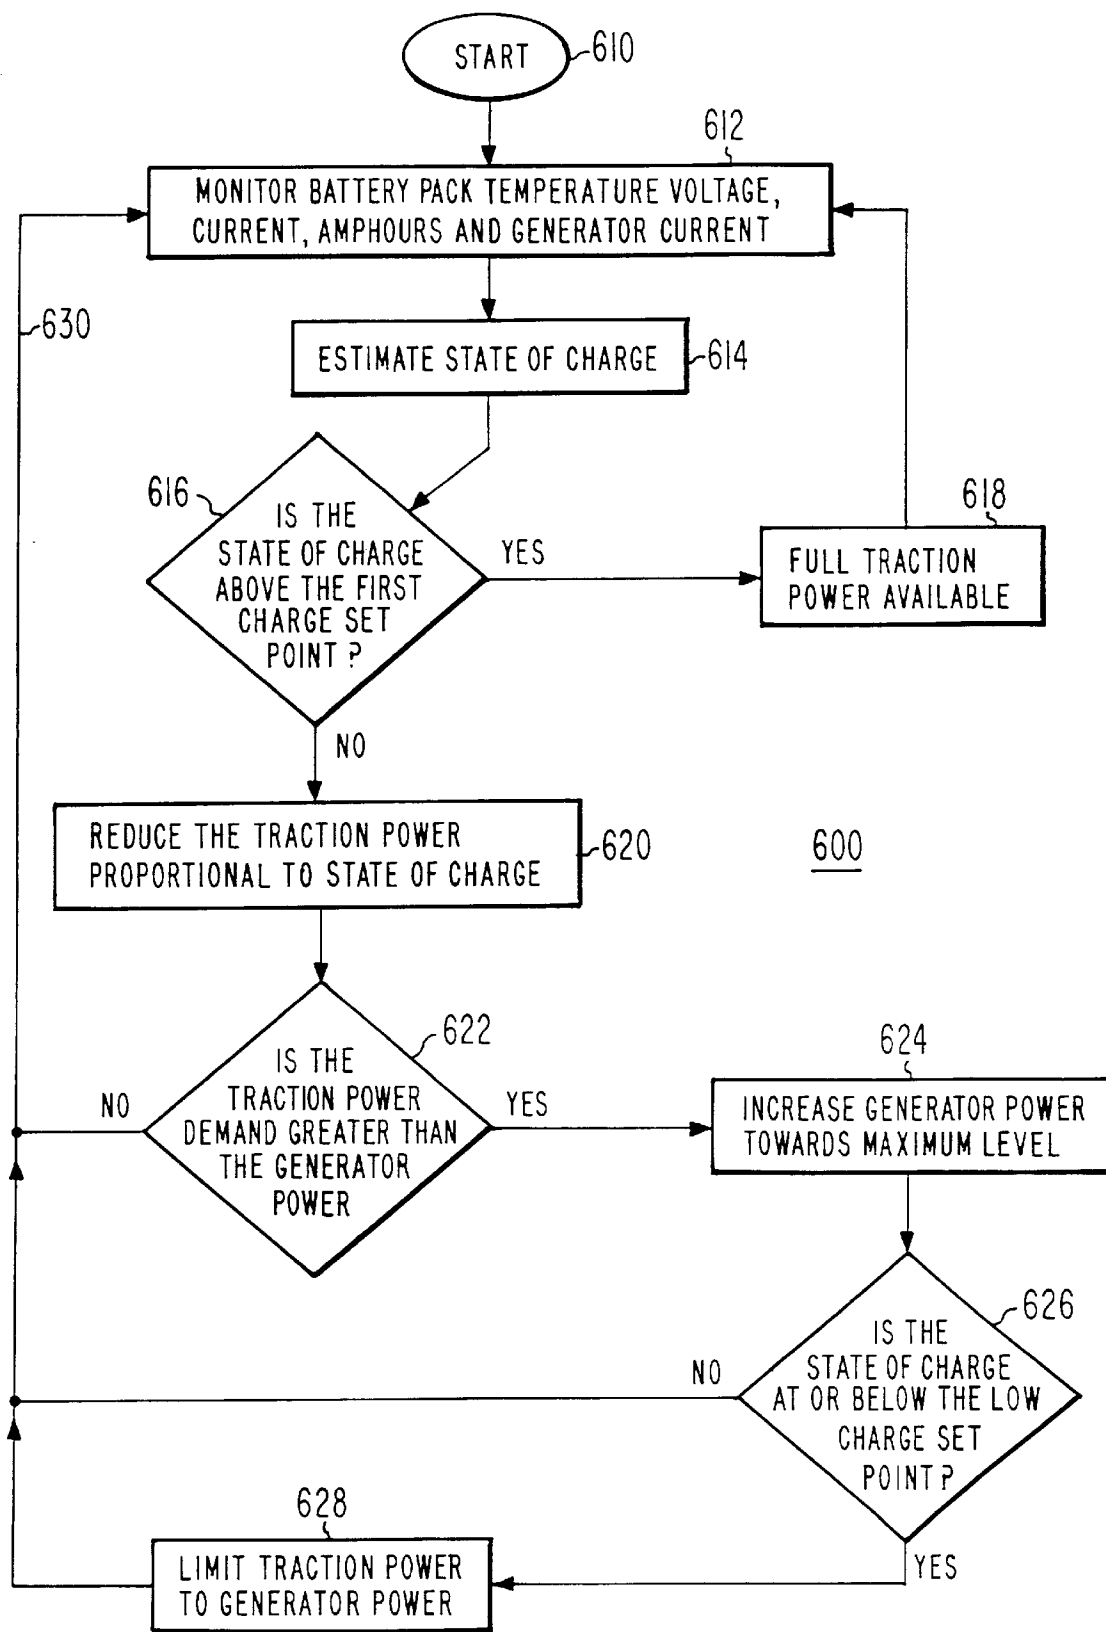 START
610
612
MONITOR BATTERY PACK TEMPERATURE VOLTAGE,
CURRENT, AMPHOURS AND GENERATOR CURRENT
630
ESTIMATE STATE OF CHARGE
614
616
IS THE
STATE OF CHARGE
ABOVE THE FIRST
CHARGE SET
POINT?
YES
618
FULL TRACTION
POWER AVAILABLE
NO
REDUCE THE TRACTION POWER
PROPORTIONAL TO STATE OF CHARGE
620
600
622
IS THE
TRACTION POWER
DEMAND GREATER THAN
THE GENERATOR
POWER
NO
YES
624
INCREASE GENERATOR POWER
TOWARDS MAXIMUM LEVEL
626
IS THE
STATE OF CHARGE
AT OR BELOW THE LOW
CHARGE SET
POINT?
NO
YES
628
LIMIT TRACTION POWER
TO GENERATOR POWER